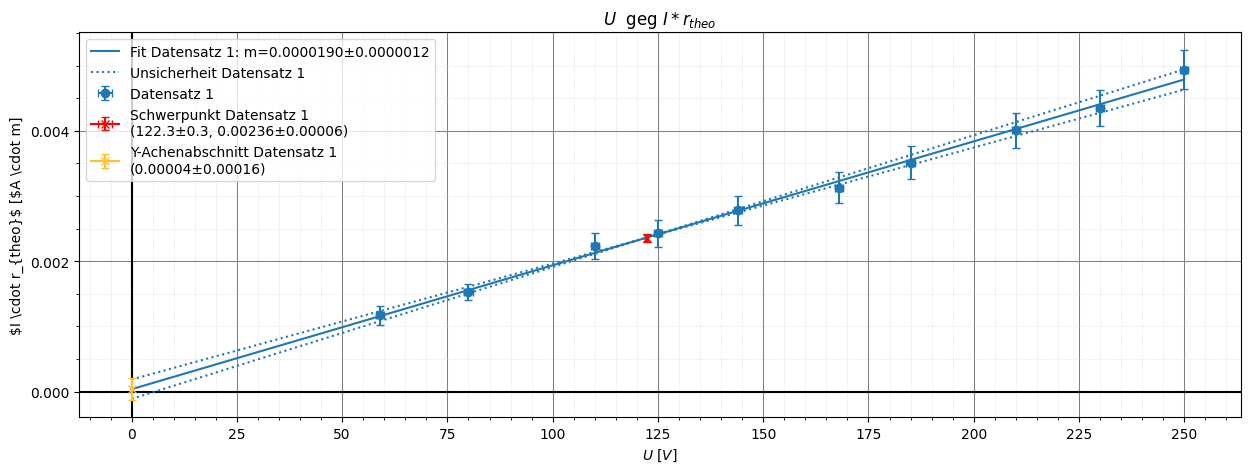 U geg I * r_{theo}
Fit Datensatz 1: m=0.0000190±0.0000012
Unsicherheit Datensatz 1
Datensatz 1
Schwerpunkt Datensatz 1
(122.3±0.3, 0.00236±0.00006)
Y-Achenabschnitt Datensatz 1
(0.00004±0.00016)
$I \cdot r_{theo}$ [$A \cdot m]
0.004
0.002
0.000
0 25 50 75 100 125 150 175 200 225 250
U [V]